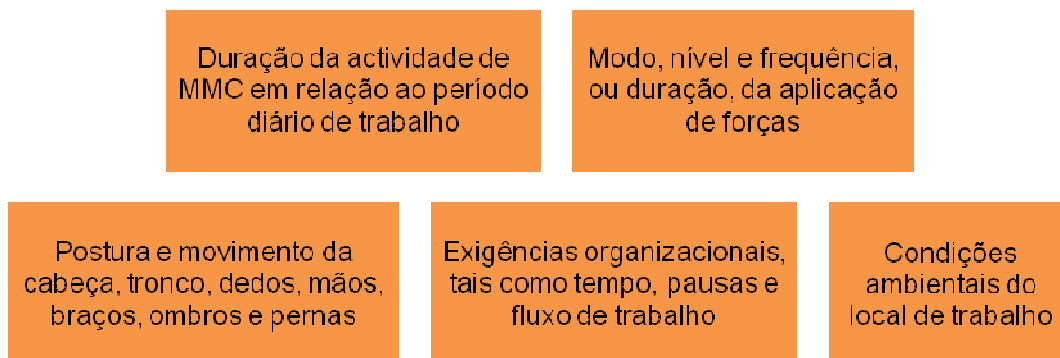 Duração da actividade de
MMC em relação ao período
diário de trabalho
Modo, nível e frequência,
ou duração, da aplicação
de forças
Postura e movimento da
cabeça, tronco, dedos, mãos,
braços, ombros e pernas
Exigências organizacionais,
tais como tempo, pausas e
fluxo de trabalho
Condições
ambientais do
local de trabalho